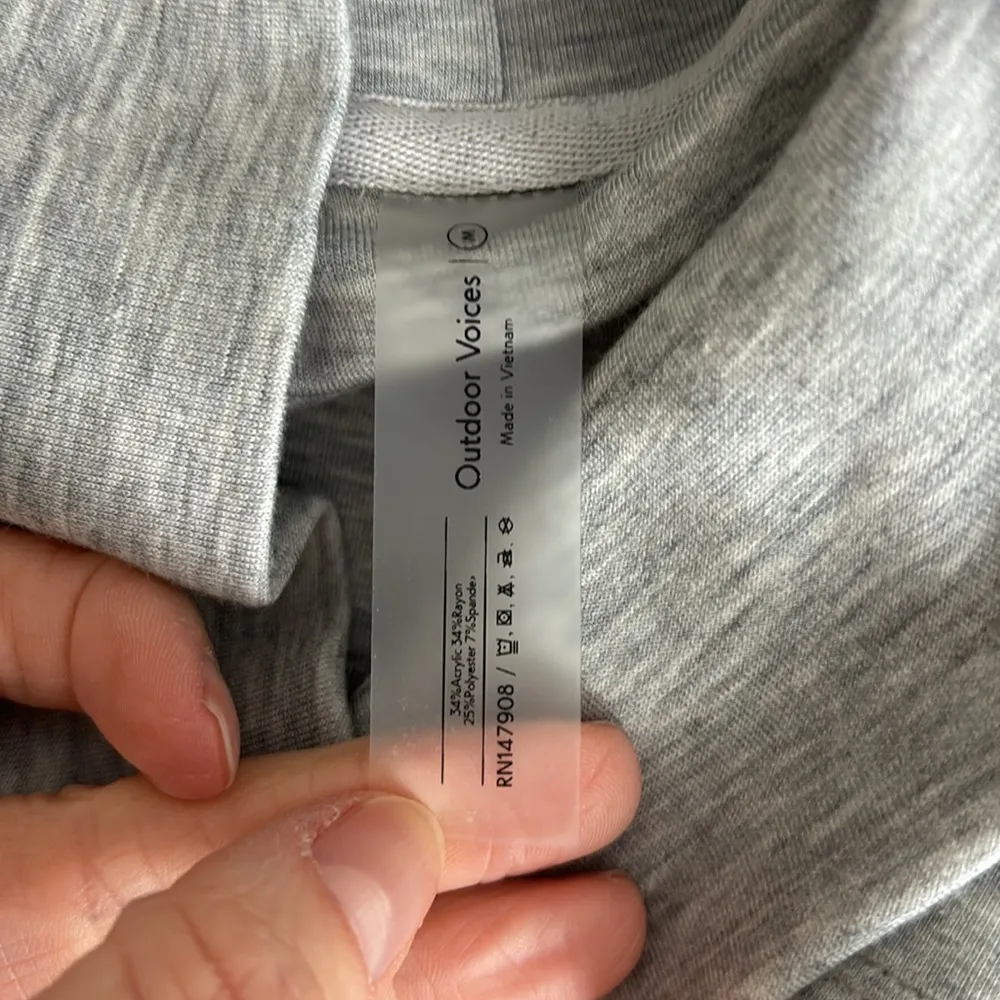 Outdoor Voices | M
Made in Vietnam
34%Acrylic 34%Rayon
25%Polyester 7%Spandex
RN147908 /